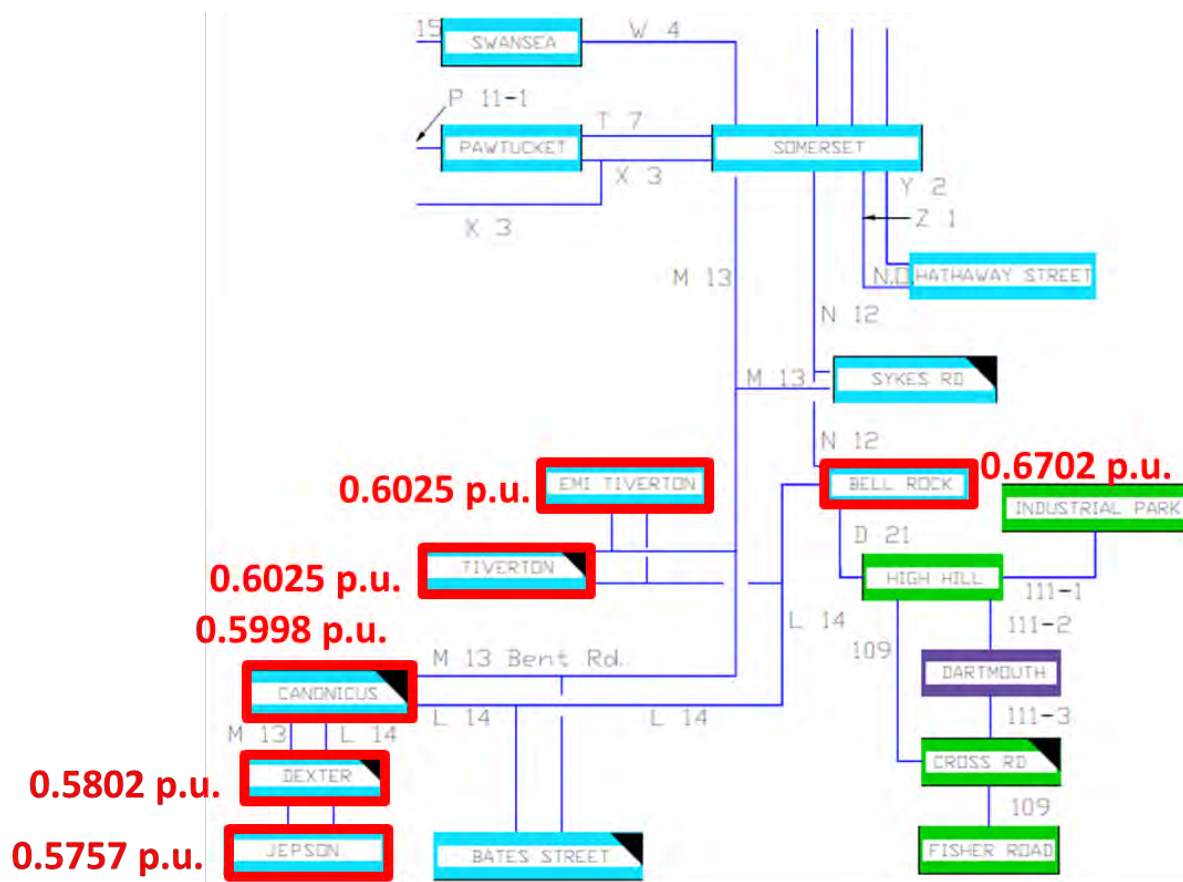 15
SWANSEA
W 4
P 11-1
PAWTUCKET
T 7
X 3
SOMERSET
X 3
Y 2
Z 1
M 13
N.D.
HATHAWAY STREET
N 12
M 13
SYKES RD
N 12
0.6025 p.u.
EMI TIVERTON
BELL ROCK
0.6702 p.u.
INDUSTRIAL PARK
D 21
0.6025 p.u.
TIVERTON
HIGH HILL
111-1
0.5998 p.u.
L 14
111-2
109
M 13 Bent Rd.
CANONICUS
DARTMOUTH
L 14
L 14
111-3
M 13
L 14
0.5802 p.u.
DEXTER
CROSS RD
109
0.5757 p.u.
JEPSON
BATES STREET
FISHER ROAD